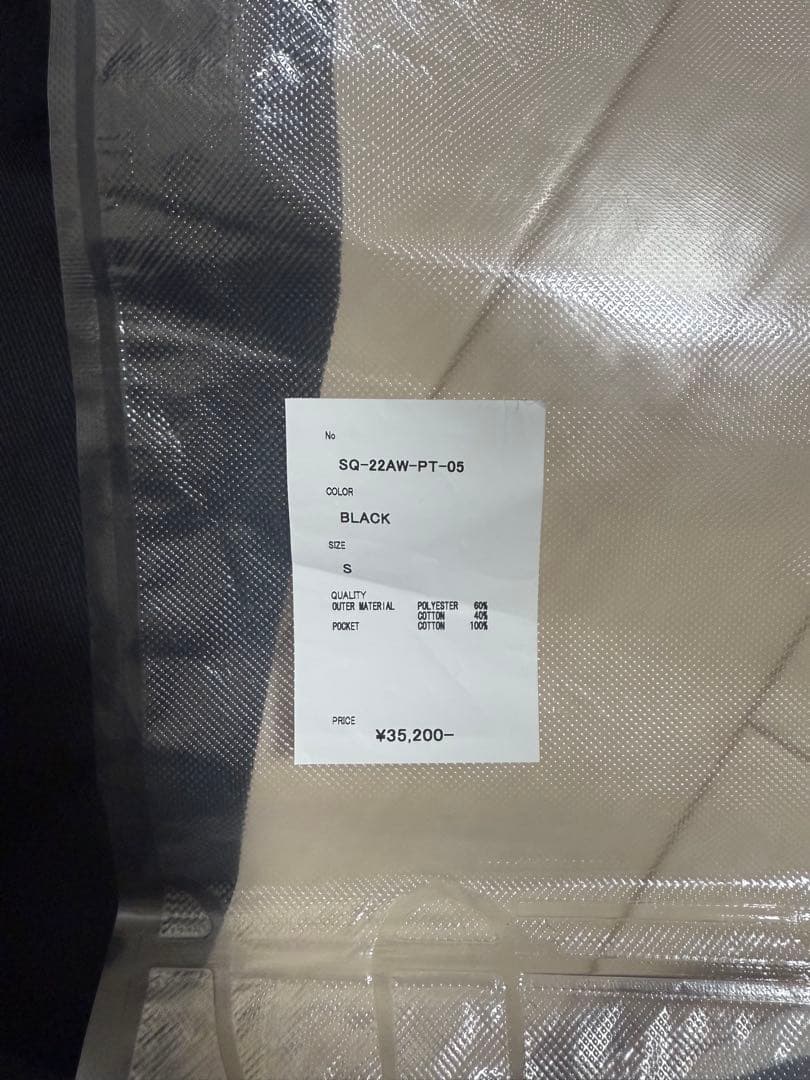 No
SQ-22AW-PT-05
COLOR
BLACK
SIZE
S
QUALITY
OUTER MATERIAL POLYESTER 60%
COTTON 40%
POCKET COTTON 100%
PRICE
¥35,200-